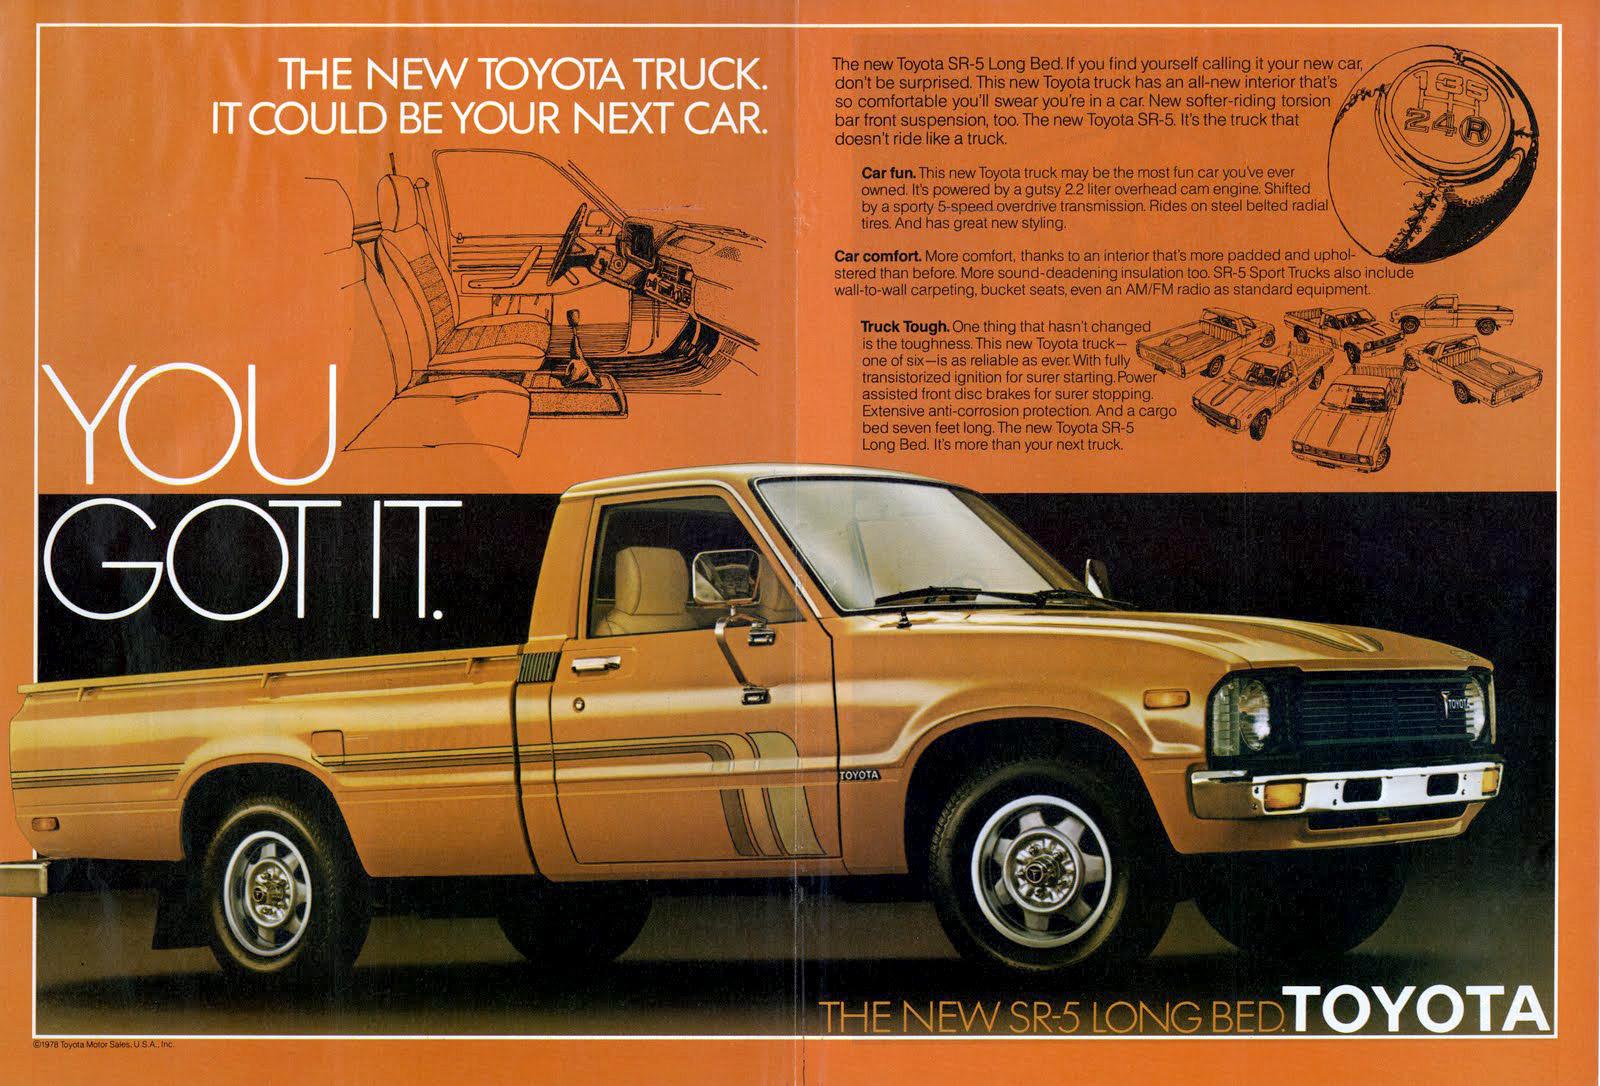 THE NEW TOYOTA TRUCK.
IT COULD BE YOUR NEXT CAR.
YOU
GOT IT.
The new Toyota SR-5 Long Bed. If you find yourself calling it your new car,
don't be surprised. This new Toyota truck has an all-new interior that's
so comfortable you'll swear you're in a car. New softer-riding torsion
bar front suspension, too. The new Toyota SR-5. It's the truck that
doesn't ride like a truck.
Car fun. This new Toyota truck may be the most fun car you've ever
owned. It's powered by a gutsy 2.2 liter overhead cam engine. Shifted
by a sporty 5-speed overdrive transmission. Rides on steel belted radial
tires. And has great new styling.
Car comfort. More comfort, thanks to an interior that's more padded and uphol-
stered than before. More sound-deadening insulation too. SR-5 Sport Trucks also include
wall-to-wall carpeting, bucket seats, even an AM/FM radio as standard equipment.
Truck Tough. One thing that hasn't changed
is the toughness. This new Toyota truck—
one of six—is as reliable as ever. With fully
transistorized ignition for surer starting. Power
assisted front disc brakes for surer stopping.
Extensive anti-corrosion protection. And a cargo
bed seven feet long. The new Toyota SR-5
Long Bed. It's more than your next truck.
135
24R
TOYOTA
TOYOTA
THE NEW SR-5 LONG BED. TOYOTA
©1978 Toyota Motor Sales, U.S.A., Inc.